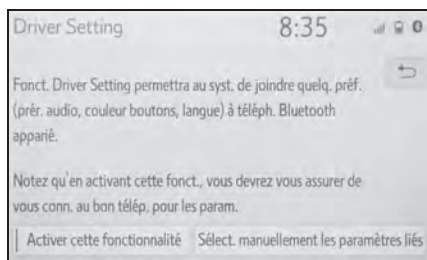 Driver Setting 8:35
Fonct. Driver Setting permettra au syst. de joindre quelq. préf.
(prér. audio, couleur boutons, langue) à téléph. Bluetooth
apparié.
Notez qu'en activant cette fonct., vous devrez vous assurer de
vous conn. au bon télép. pour les param.
Activer cette fonctionnalité Sélect. manuellement les paramètres liés